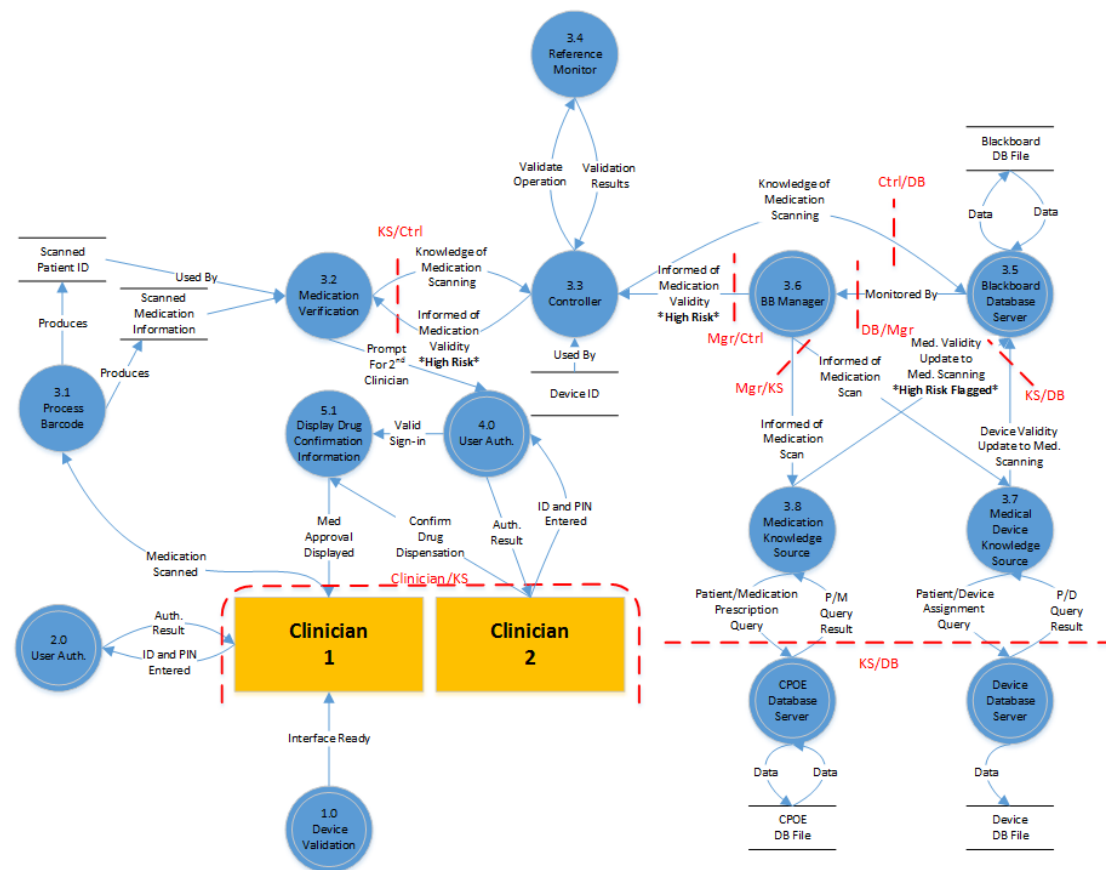 3.4
Reference
Monitor
Validate
Operation
Validation
Results
Blackboard
DB File
Data
Data
Ctrl/DB
Knowledge of
Medication
Scanning
KS/Ctrl
Knowledge of
Medication
Scanning
Scanned
Patient ID
Used By
Scanned
Medication
Information
Produces
Produces
3.1
Process
Barcode
3.2
Medication
Verification
3.3
Controller
Informed of
Medication
Validity
*High Risk*
Informed of
Medication
Validity
*High Risk*
Mgr/Ctrl
3.6
BB Manager
Monitored By
DB/Mgr
3.5
Blackboard
Database
Server
Used By
Device ID
Prompt
For 2nd
Clinician
Mgr/KS
Informed of
Medication
Scan
Med. Validity
Update to
Med. Scanning
*High Risk Flagged*
KS/DB
Informed of
Medication
Scan
Device Validity
Update to Med.
Scanning
5.1
Display Drug
Confirmation
Information
Valid
Sign-in
4.0
User Auth.
Med
Approval
Displayed
Confirm
Drug
Dispensation
Auth.
Result
ID and PIN
Entered
3.8
Medication
Knowledge
Source
3.7
Medical
Device
Knowledge
Source
Medication
Scanned
Clinician/KS
Clinician
1
Clinician
2
2.0
User Auth.
Auth.
Result
ID and PIN
Entered
Patient/Medication
Prescription
Query
P/M
Query
Result
Patient/Device
Assignment
Query
P/D
Query
Result
KS/DB
CPOE
Database
Server
Device
Database
Server
Interface Ready
1.0
Device
Validation
Data
Data
Data
CPOE
DB File
Device
DB File